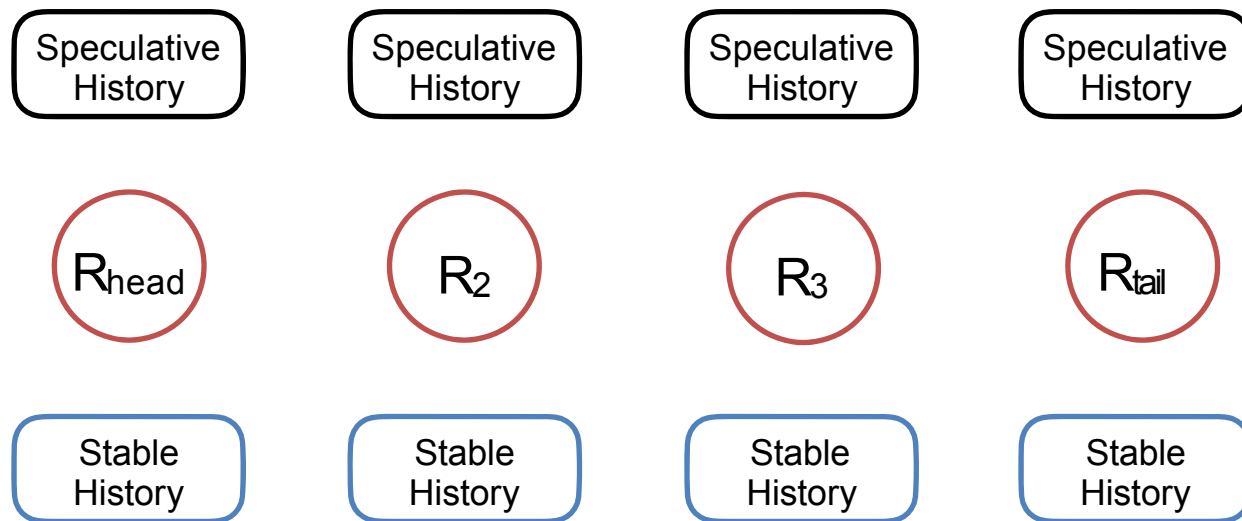 Speculative
History
Speculative
History
Speculative
History
Speculative
History
Rhead
R2
R3
Rtail
Stable
History
Stable
History
Stable
History
Stable
History